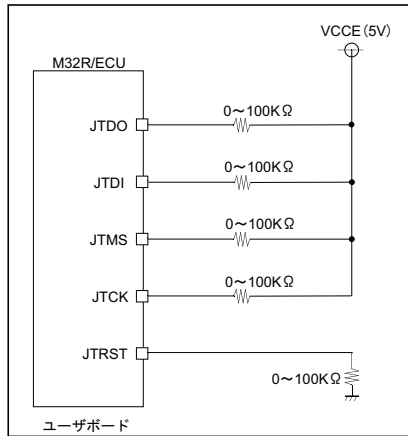 VCCE(5V)
M32R/ECU
JTDO
0～100KΩ
JTDI
0～100KΩ
JTMS
0～100KΩ
JTCK
0～100KΩ
JTRST
0～100KΩ
ユーザボード